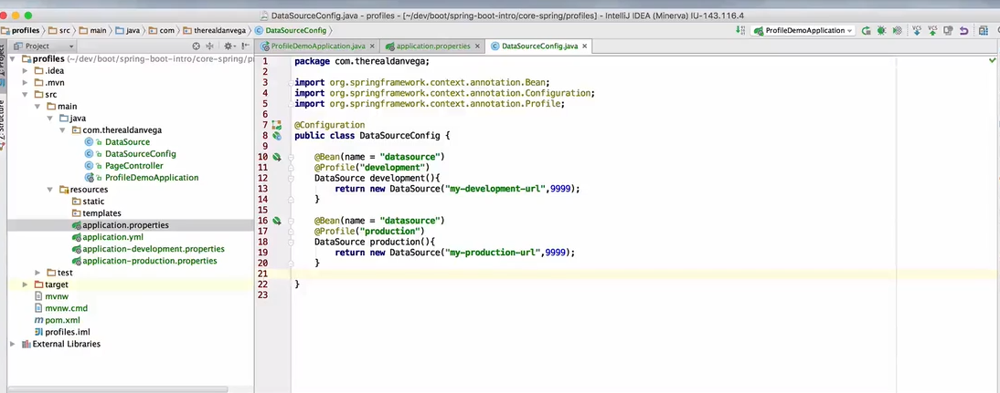 DataSourceConfig.java - profiles - [~/dev/boot/spring-boot-intro/core-spring/profiles] - IntelliJ IDEA (Minerva) IU-143.116.4
profiles src main java com therealdanvega DataSourceConfig
ProfileDemoApplication
Project
ProfileDemoApplication.java application.properties DataSourceConfig.java
profiles (~/dev/boot/spring-boot-intro/core-spring/p
.idea
.mvn
src
main
java
com.therealdanvega
DataSource
DataSourceConfig
PageController
ProfileDemoApplication
resources
static
templates
application.properties
application.yml
application-development.properties
application-production.properties
test
target
mvnw
mvnw.cmd
pom.xml
profiles.iml
External Libraries
1 package com.therealdanvega;
2
3 import org.springframework.context.annotation.Bean;
4 import org.springframework.context.annotation.Configuration;
5 import org.springframework.context.annotation.Profile;
6
7 @Configuration
8 public class DataSourceConfig {
9
10 @Bean(name = "datasource")
11 @Profile("development")
12 DataSource development(){
13 return new DataSource("my-development-url",9999);
14 }
15
16 @Bean(name = "datasource")
17 @Profile("production")
18 DataSource production(){
19 return new DataSource("my-production-url",9999);
20 }
21
22 }
23